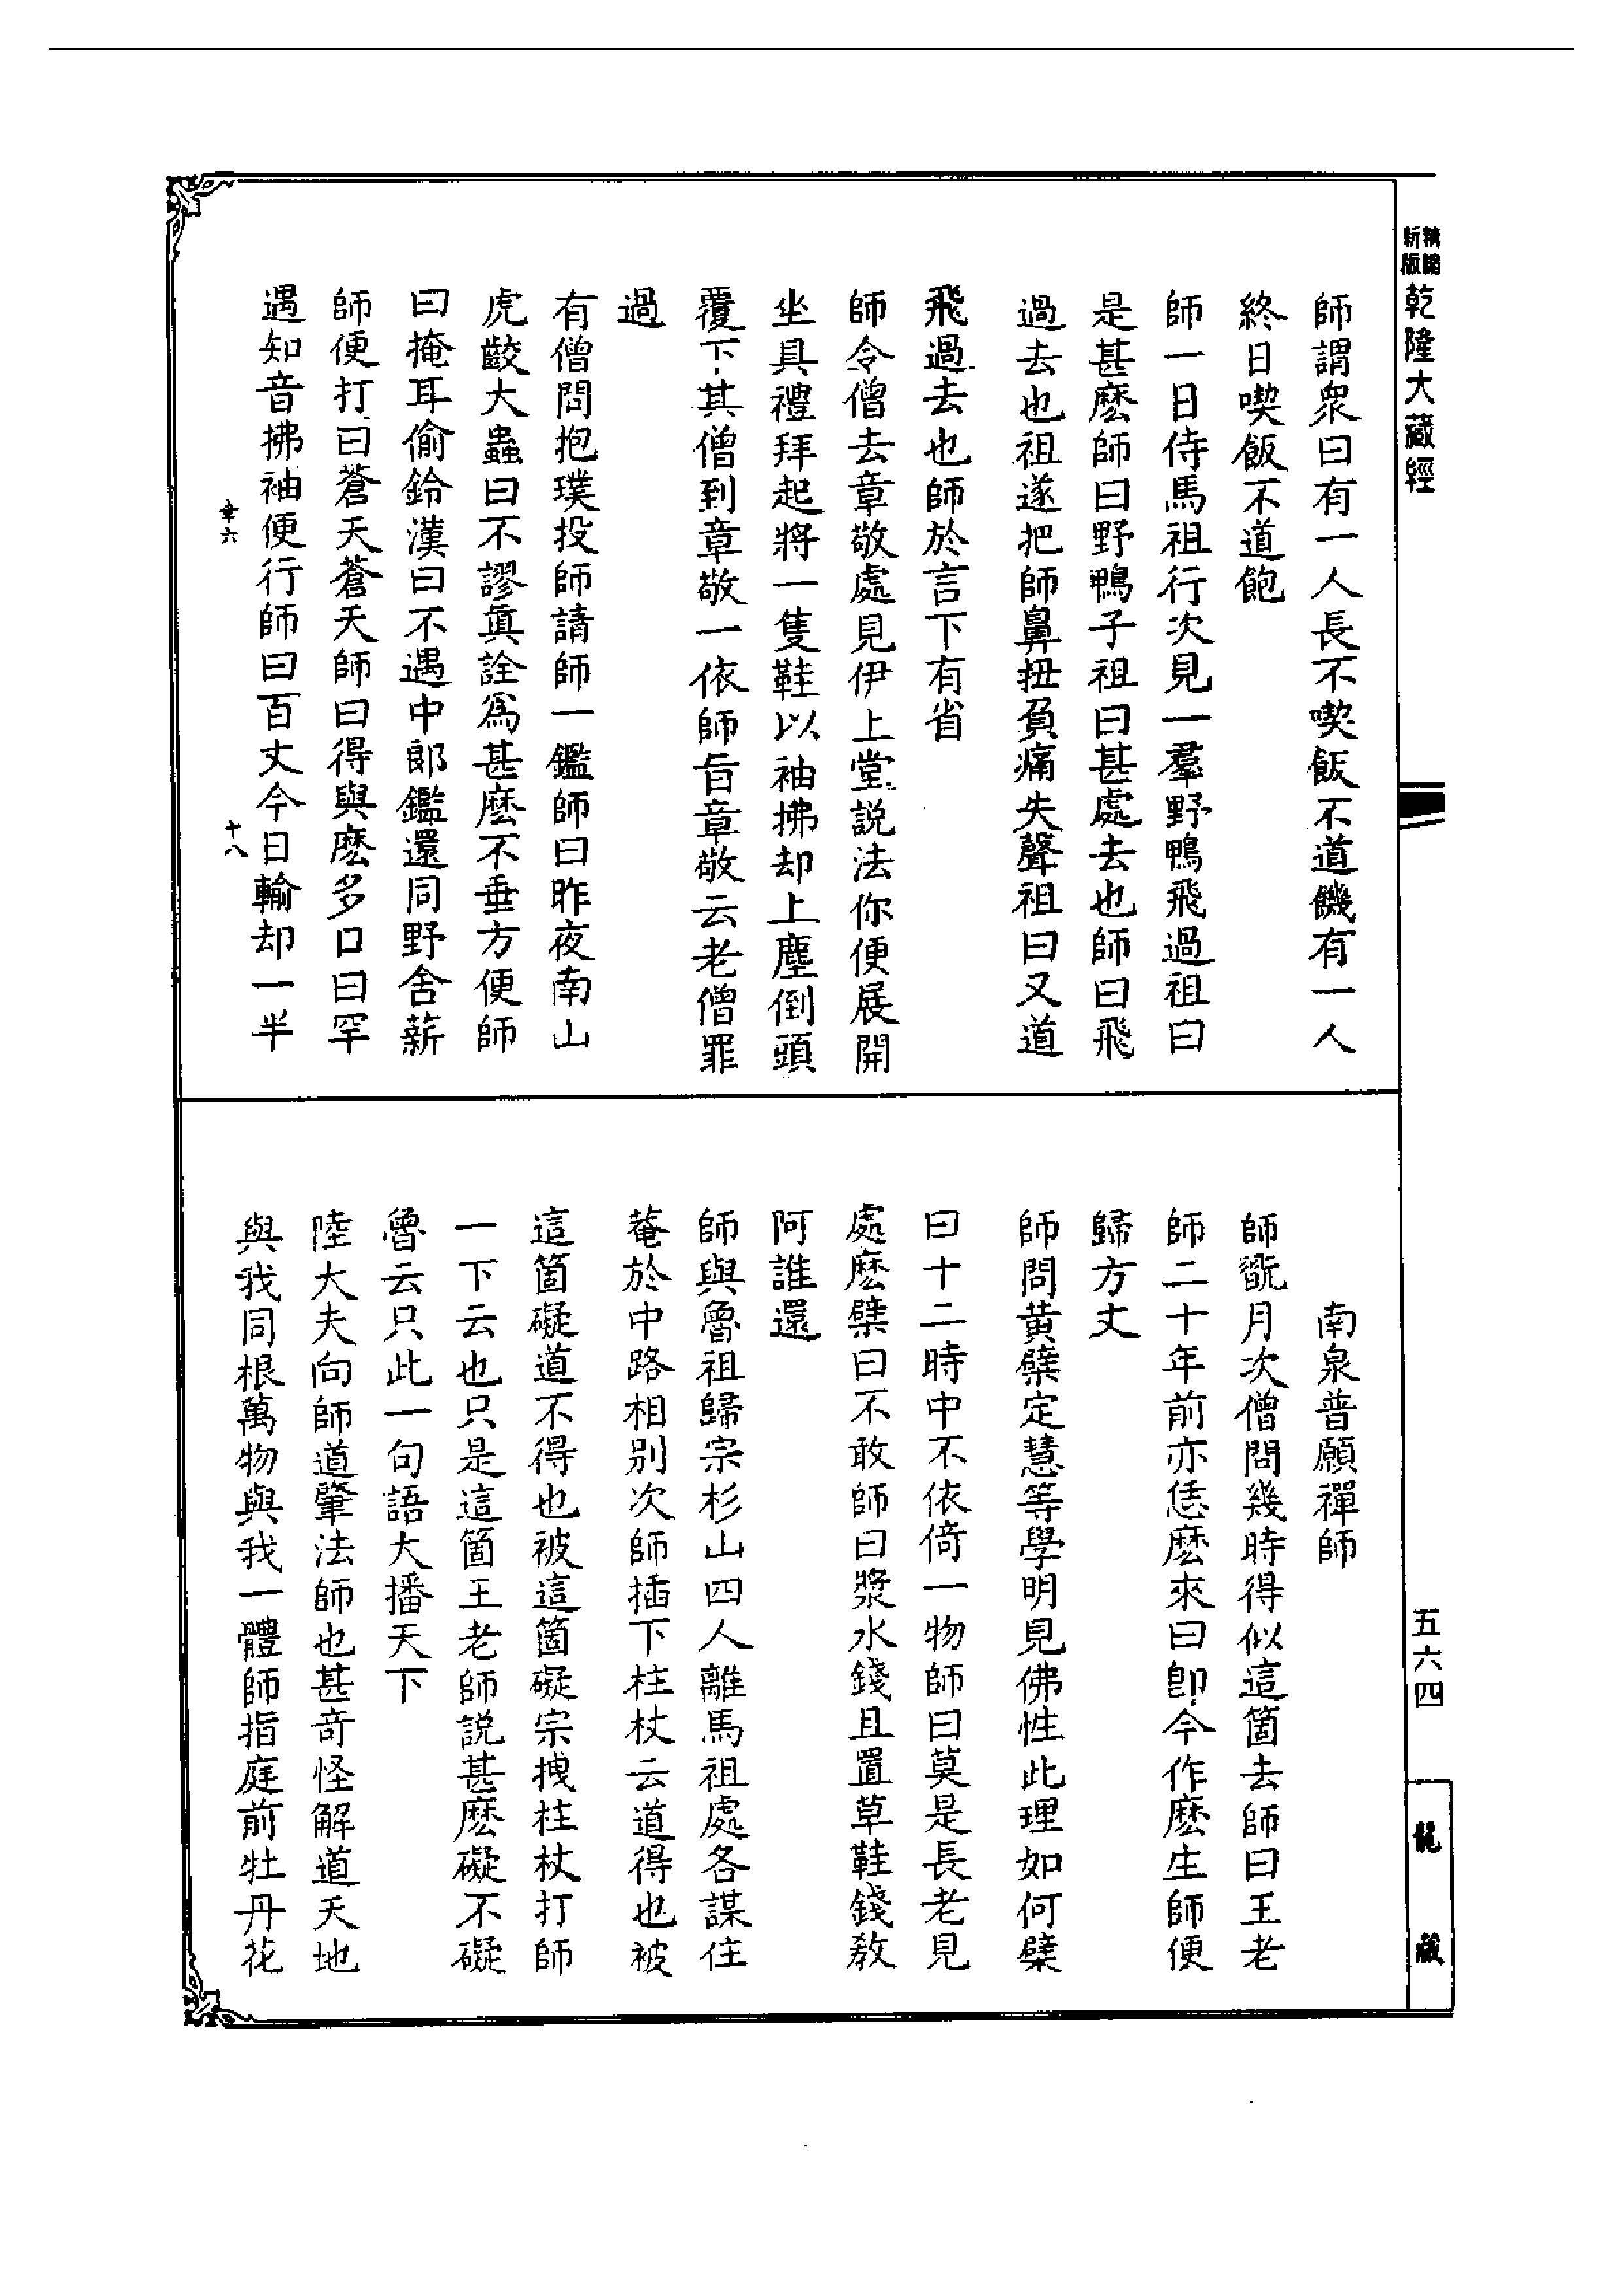 精縮
新版
乾隆大藏經
師謂衆曰有一人長不喫飯不道饑有一人
終日喫飯不道飽
師一日侍馬祖行次見一羣野鴨飛過祖曰
是甚麽師曰野鴨子祖曰甚處去也師曰飛
過去也祖遂把師鼻扭負痛失聲祖曰又道
飛過去也師於言下有省
師令僧去章敬處見伊上堂説法你便展開
坐具禮拜起將一隻鞋以袖拂却上塵倒頭
覆下其僧到章敬一依師旨章敬云老僧罪
過
有僧問抱璞投師請師一鑑師曰昨夜南山
虎齩大蟲曰不謬眞詮爲甚麽不垂方便師
曰掩耳偷鈴漢曰不遇中郎鑑還同野舍薪
師便打曰蒼天蒼天師曰得與麽多口曰罕
遇知音拂袖便行師曰百丈今日輸却一半
十八
南泉普願禪師
師翫月次僧問幾時得似這箇去師曰王老
師二十年前亦恁麽來曰卽今作麽生師便
歸方丈
師問黄檗定慧等學明見佛性此理如何檗
曰十二時中不依倚一物師曰莫是長老見
處麽檗曰不敢師曰漿水錢且置草鞋錢教
阿誰還
師與魯祖歸宗杉山四人離馬祖處各謀住
菴於中路相別次師插下柱杖云道得也被
這箇礙道不得也被這箇礙宗拽柱杖打師
一下云也只是這箇王老師説甚麽礙不礙
魯云只此一句語大播天下
陸大夫向師道肇法師也甚奇怪解道天地
與我同根萬物與我一體師指庭前牡丹花
五六四
龍藏